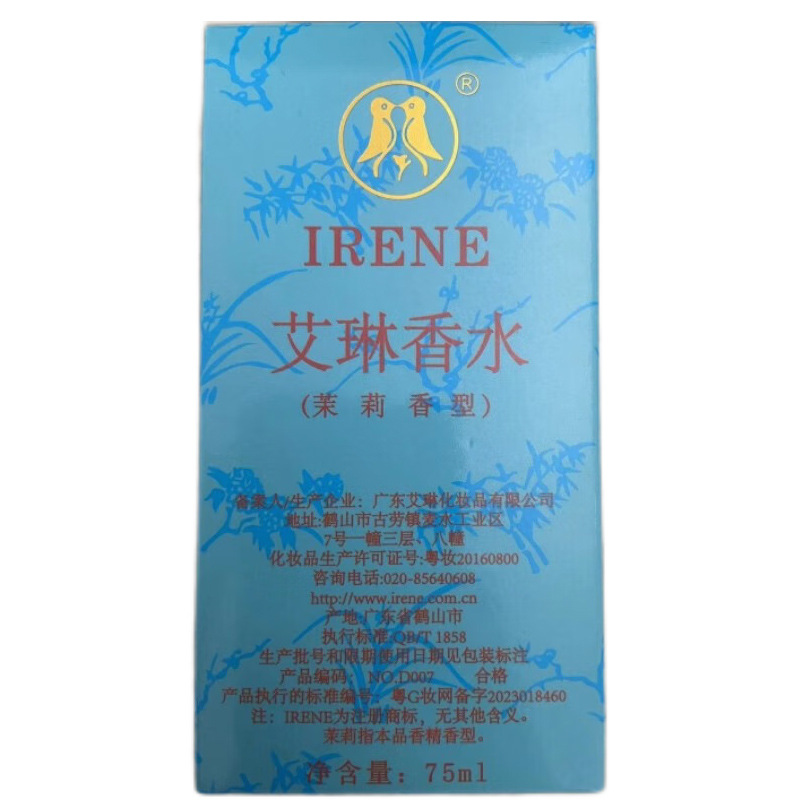 ®
IRENE
艾琳香水
(茉莉香型)
备案人/生产企业：广东艾琳化妆品有限公司
地址:鹤山市古劳镇麦水工业区
7号一幢三层、八幢
化妆品生产许可证号:粤妆20160800
咨询电话:020-85640608
http://www.irene.com.cn
产地:广东省鹤山市
执行标准:QB/T 1858
生产批号和限期使用日期见包装标注
产品编码：NO.D007 合格
产品执行的标准编号：粤G妆网备字2023018460
注：IRENE为注册商标，无其他含义。
茉莉指本品香精香型。
净含量：75ml